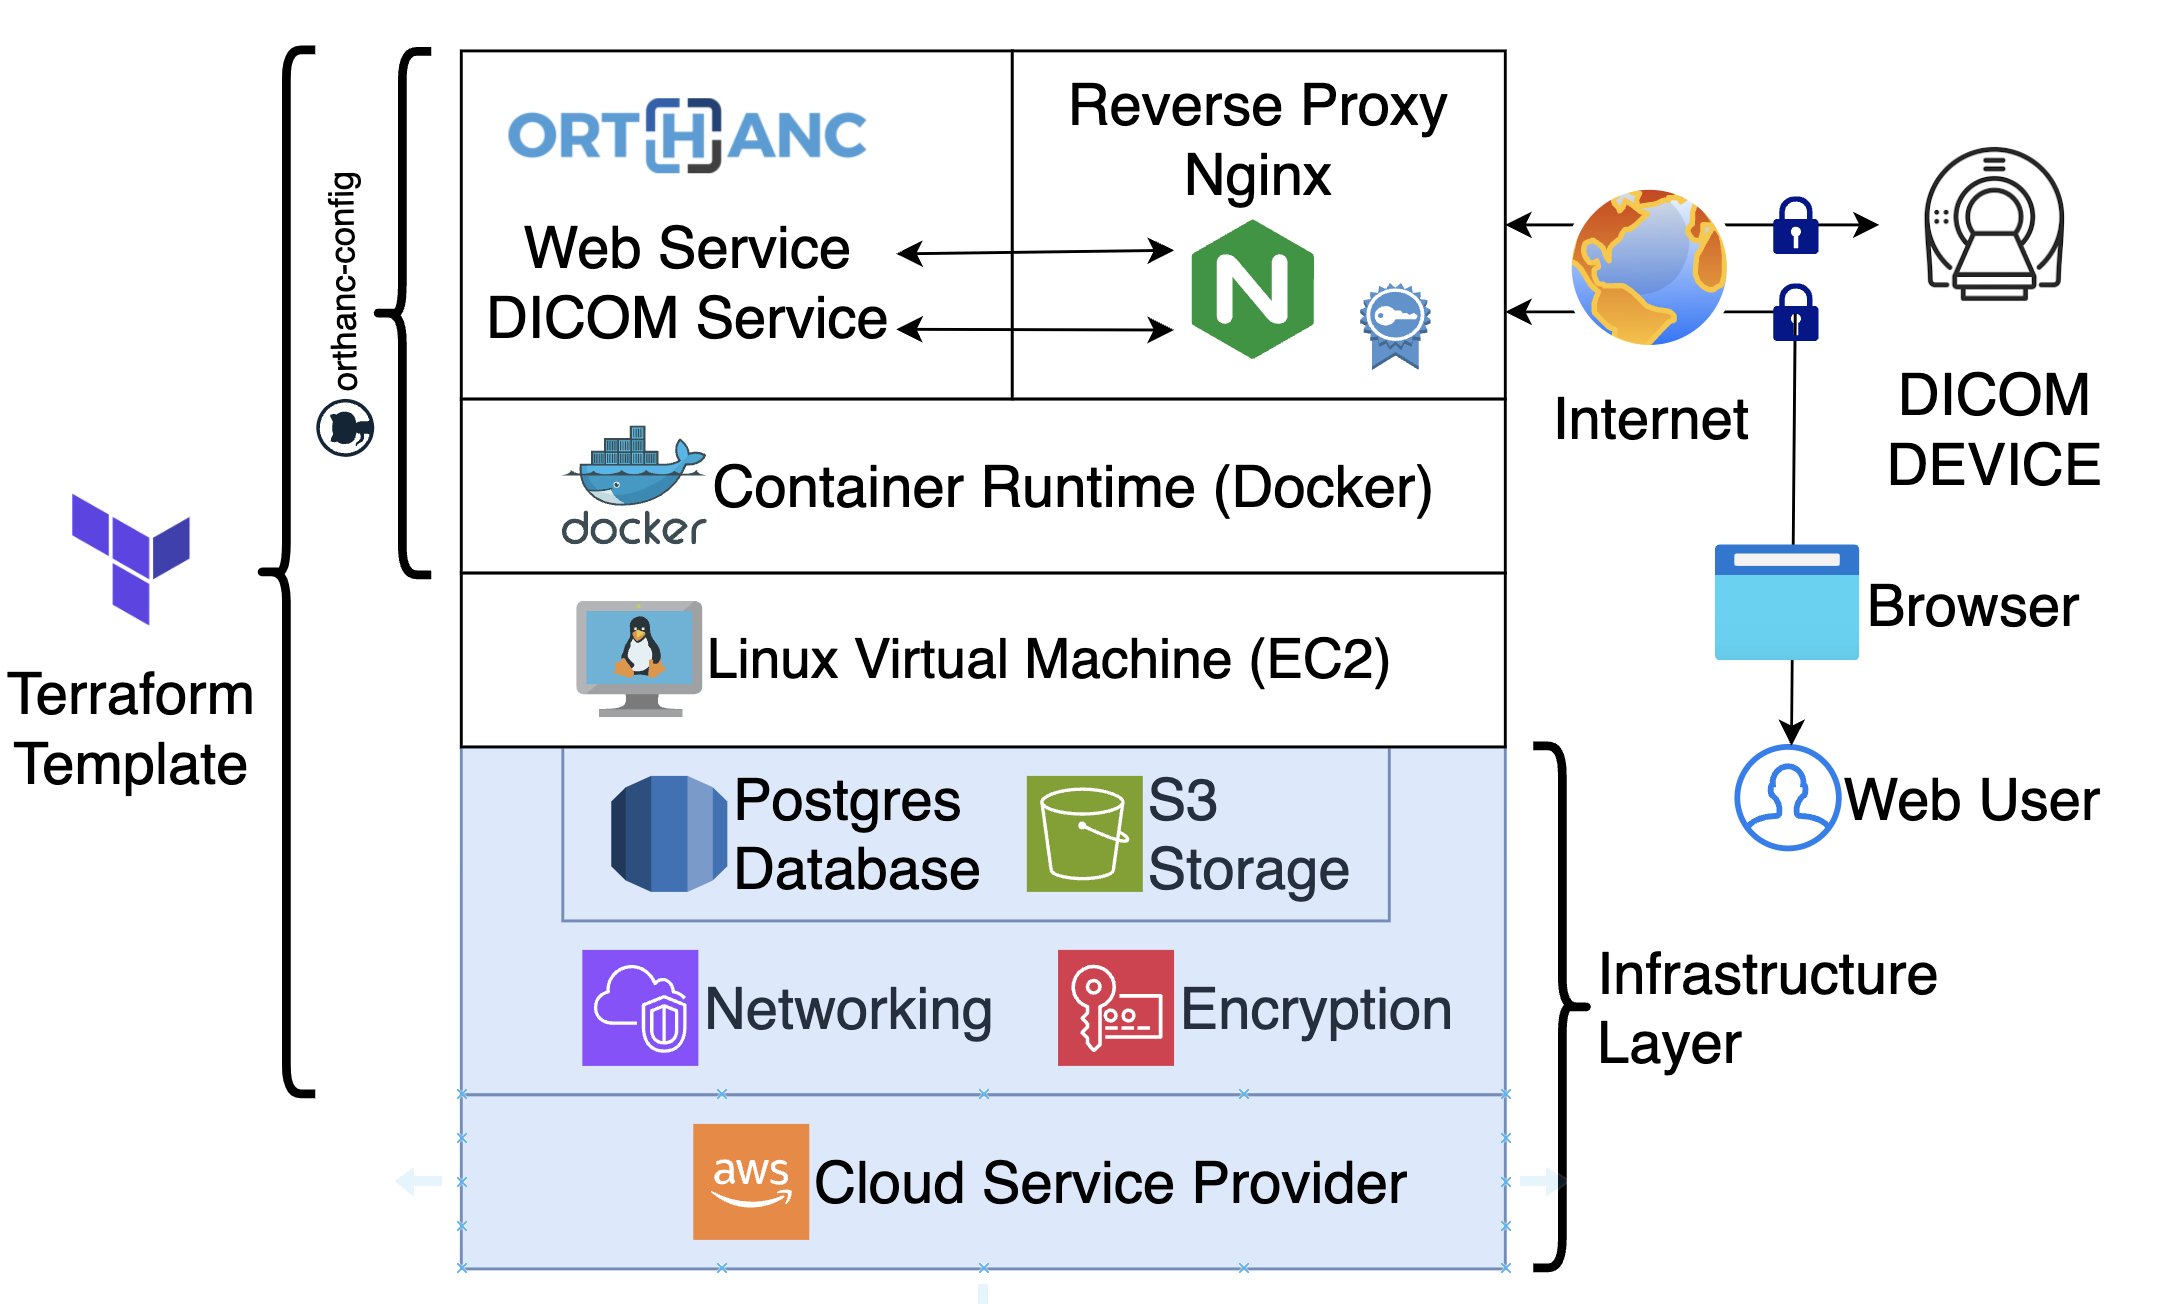 ORTHANC
Web Service
DICOM Service
Reverse Proxy
Nginx
N
orthanc-config
Internet
DICOM
DEVICE
docker
Container Runtime (Docker)
Browser
Linux Virtual Machine (EC2)
Terraform
Template
Postgres
Database
S3
Storage
Web User
Networking
Encryption
Infrastructure
Layer
aws
Cloud Service Provider